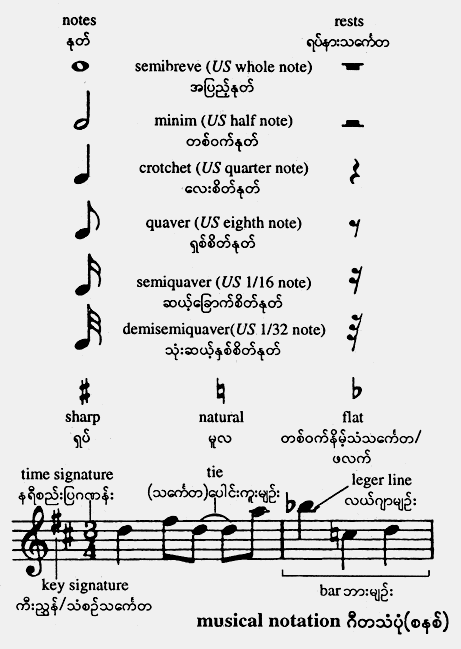 notes
နုတ်
rests
ရပ်နားသင်္ကေတ
semibreve (US whole note)
အပြည့်နုတ်
minim (US half note)
တစ်ဝက်နုတ်
crotchet (US quarter note)
လေးစိတ်နုတ်
quaver (US eighth note)
ရှစ်စိတ်နုတ်
semiquaver (US 1/16 note)
ဆယ့်ခြောက်စိတ်နုတ်
demisemiquaver(US 1/32 note)
သုံးဆယ့်နှစ်စိတ်နုတ်
sharp
ရှပ်
natural
မူလ
flat
တစ်ဝက်နိမ့်သံသင်္ကေတ/
ဖလက်
time signature
နရီစည်းပြဂဏန်း
tie
(သင်္ကေတ)ပေါင်းကူးမျဉ်း
leger line
လယ်ဂျာမျဉ်း
3
4
key signature
ကီးညွှန်/သံစဉ်သင်္ကေတ
bar ဘားမျဉ်း
musical notation ဂီတသံပုံ(စနစ်)